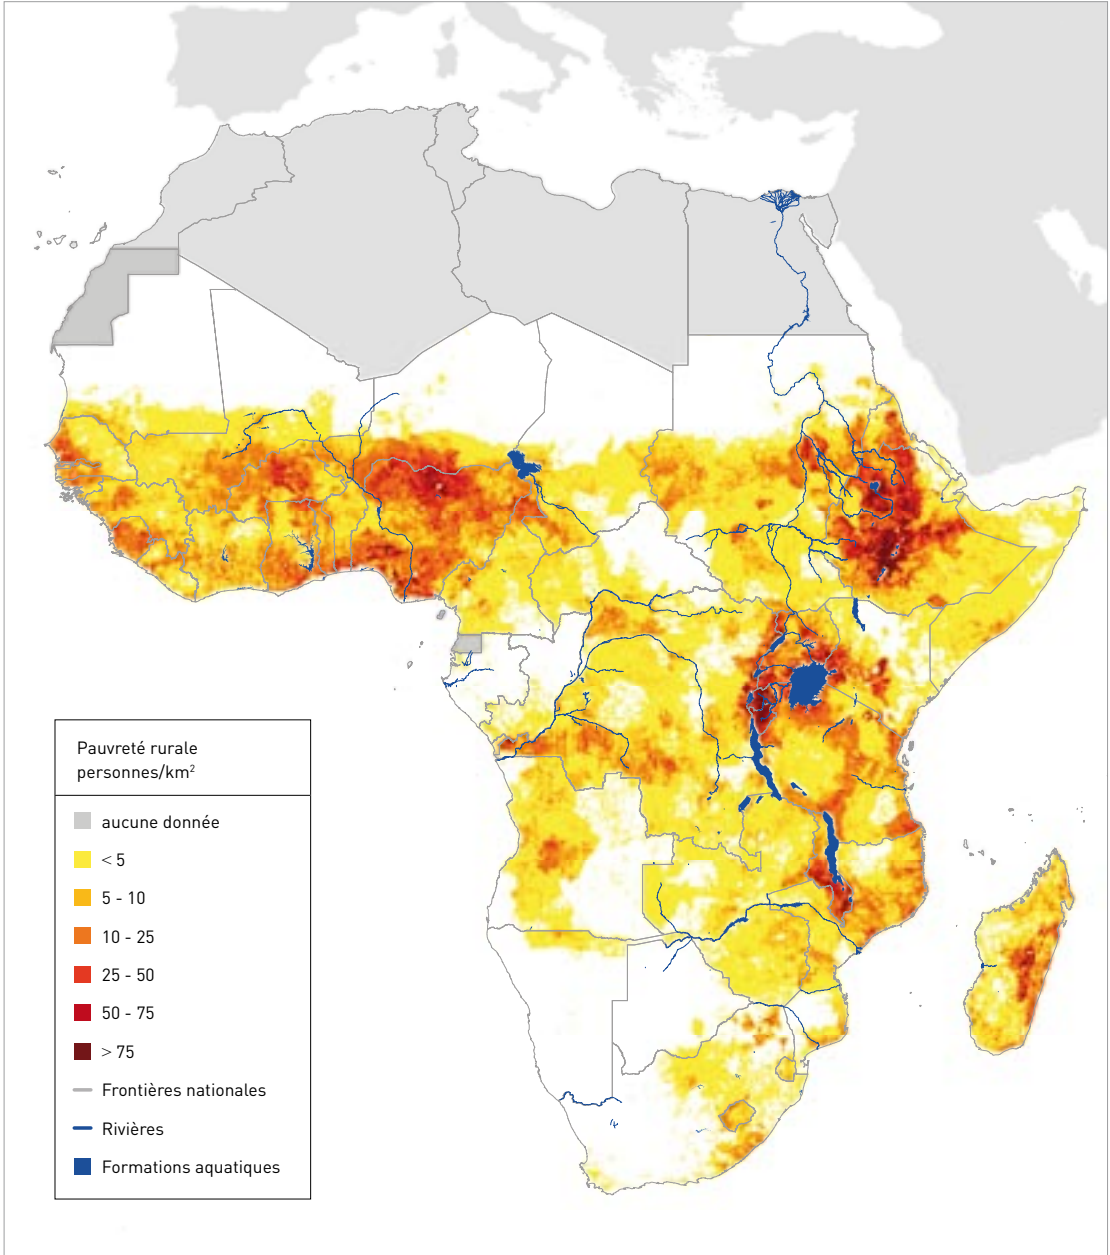 Pauvreté rurale
personnes/km²
aucune donnée
< 5
5 - 10
10 - 25
25 - 50
50 - 75
> 75
Frontières nationales
Rivières
Formations aquatiques